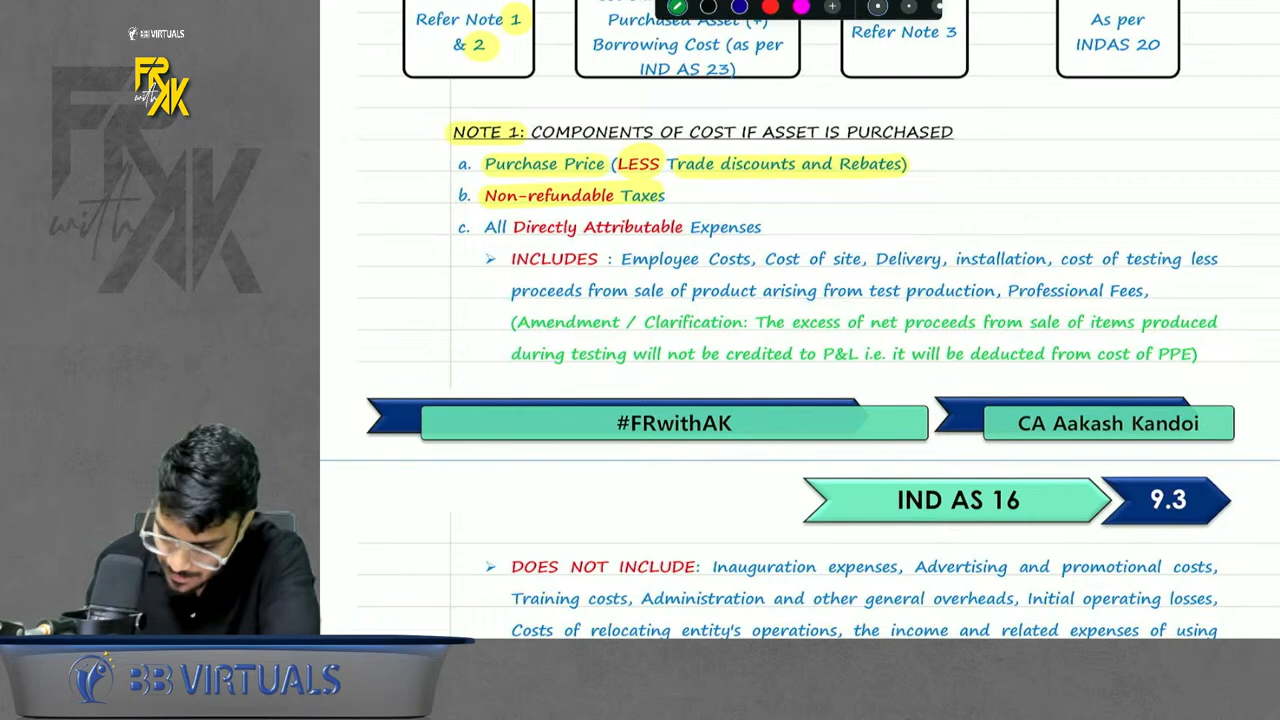 BB VIRTUALS
FR
with
AK
FR
with
AK
Refer Note 1
& 2
Purchased Asset (+)
Borrowing Cost (as per
IND AS 23)
Refer Note 3
As per
INDAS 20
NOTE 1: COMPONENTS OF COST IF ASSET IS PURCHASED
a. Purchase Price (LESS Trade discounts and Rebates)
b. Non-refundable Taxes
c. All Directly Attributable Expenses
➢ INCLUDES : Employee Costs, Cost of site, Delivery, installation, cost of testing less
proceeds from sale of product arising from test production, Professional Fees,
(Amendment / Clarification: The excess of net proceeds from sale of items produced
during testing will not be credited to P&L i.e. it will be deducted from cost of PPE)
#FRwithAK
CA Aakash Kandoi
IND AS 16
9.3
➢ DOES NOT INCLUDE: Inauguration expenses, Advertising and promotional costs,
Training costs, Administration and other general overheads, Initial operating losses,
Costs of relocating entity's operations, the income and related expenses of using
BB VIRTUALS